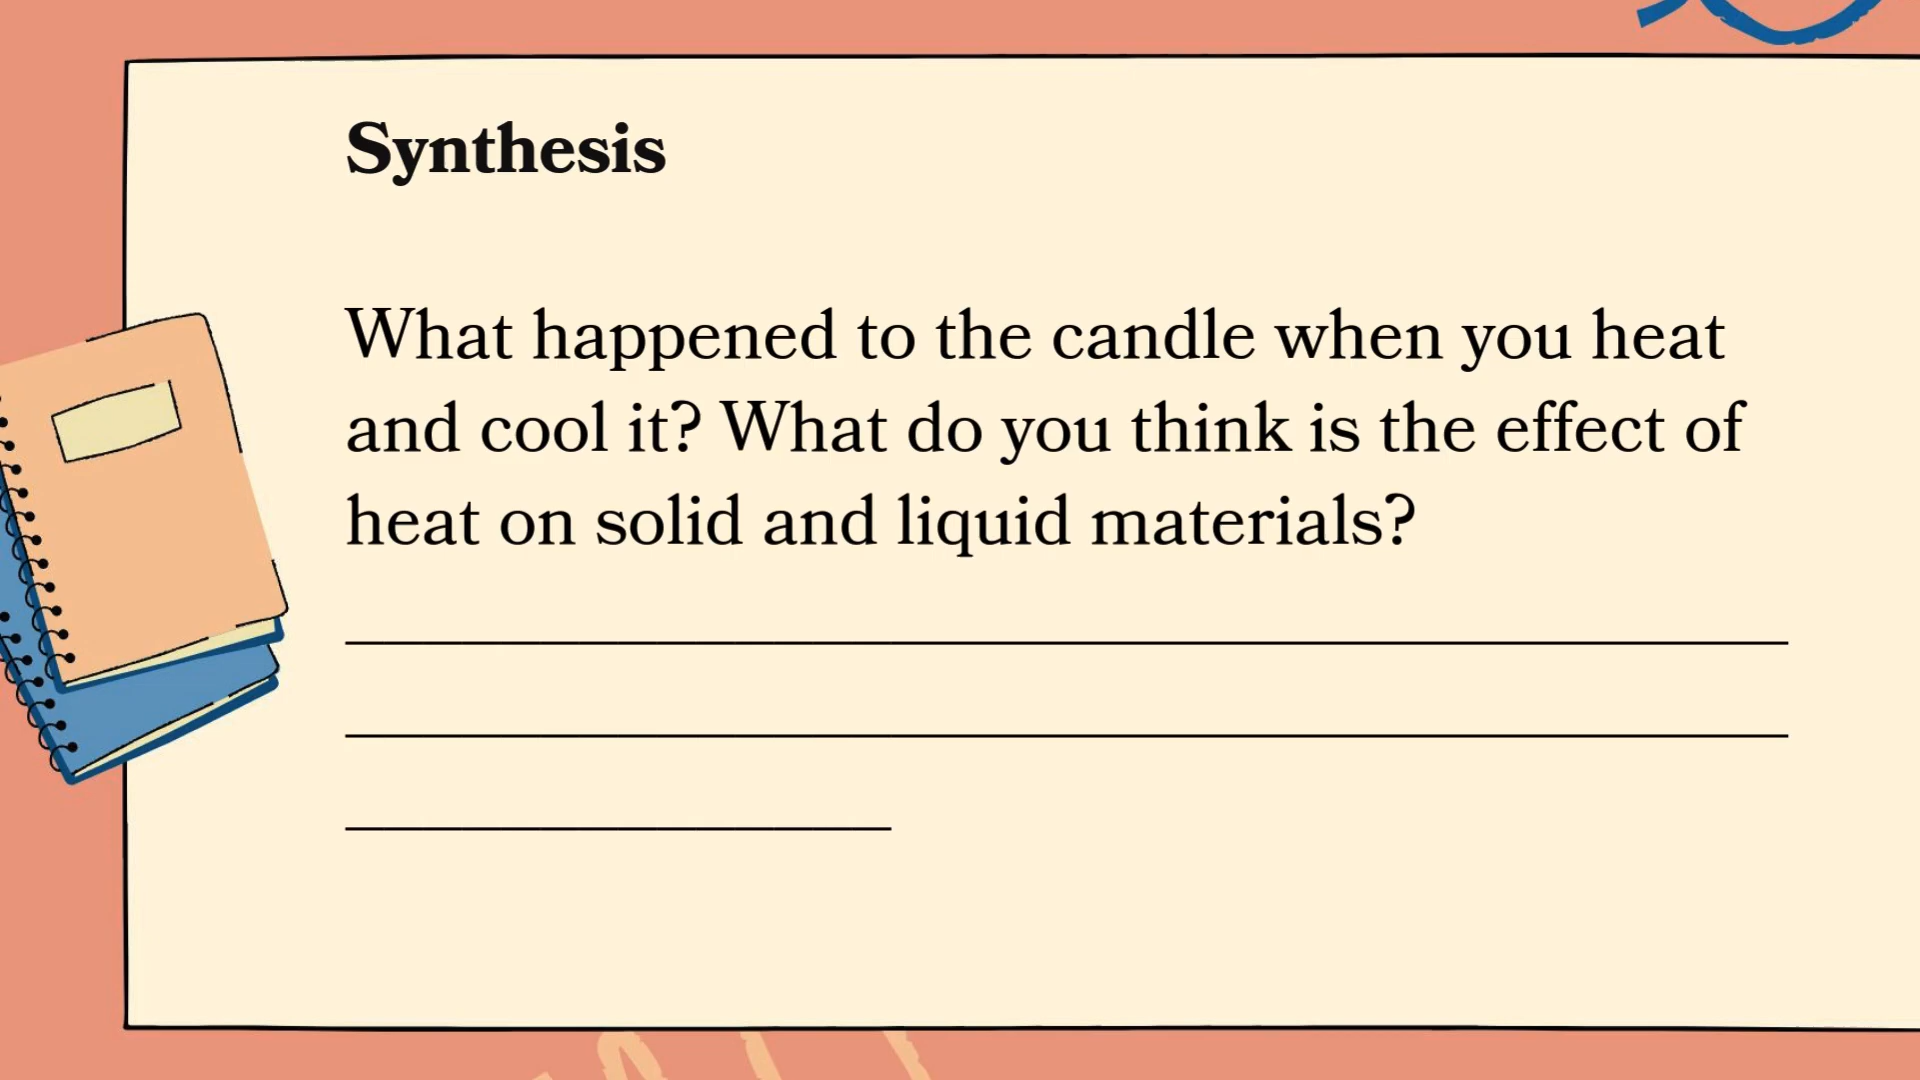 Synthesis
What happened to the candle when you heat
and cool it? What do you think is the effect of
heat on solid and liquid materials?